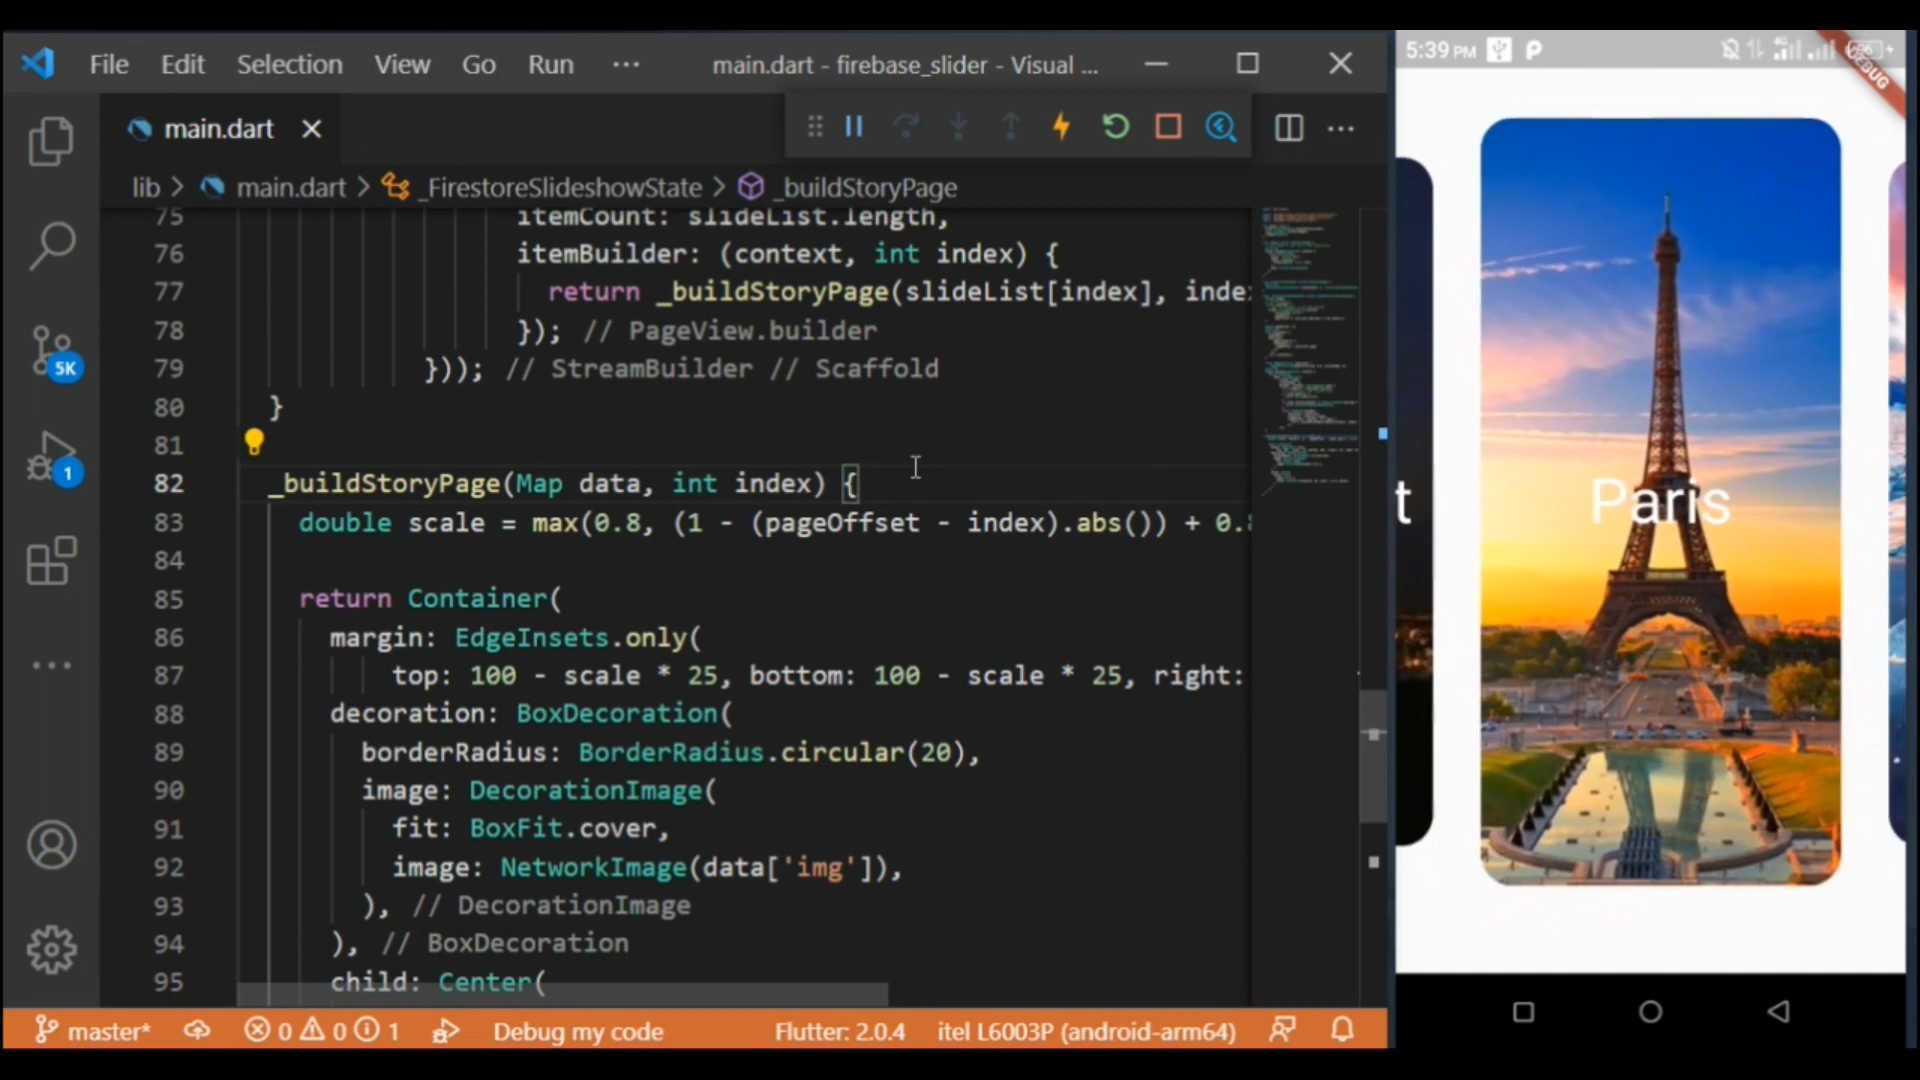 File Edit Selection View Go Run ··· main.dart - firebase_slider - Visual ...
main.dart
lib > main.dart > _FirestoreSlideshowState > _buildStoryPage
75 itemCount: slideList.length,
76 itemBuilder: (context, int index) {
77 return _buildStoryPage(slideList[index], inde
78 }); // PageView.builder
79 })); // StreamBuilder // Scaffold
80 }
81
82 _buildStoryPage(Map data, int index) {
83 double scale = max(0.8, (1 - (pageOffset - index).abs()) + 0.8
84
85 return Container(
86 margin: EdgeInsets.only(
87 top: 100 - scale * 25, bottom: 100 - scale * 25, right:
88 decoration: BoxDecoration(
89 borderRadius: BorderRadius.circular(20),
90 image: DecorationImage(
91 fit: BoxFit.cover,
92 image: NetworkImage(data['img']),
93 ), // DecorationImage
94 ), // BoxDecoration
95 child: Center(
5K
1
master* 0 0 1 Debug my code Flutter: 2.0.4 itel L6003P (android-arm64)
5:39 PM
4G
DEBUG
t
Paris